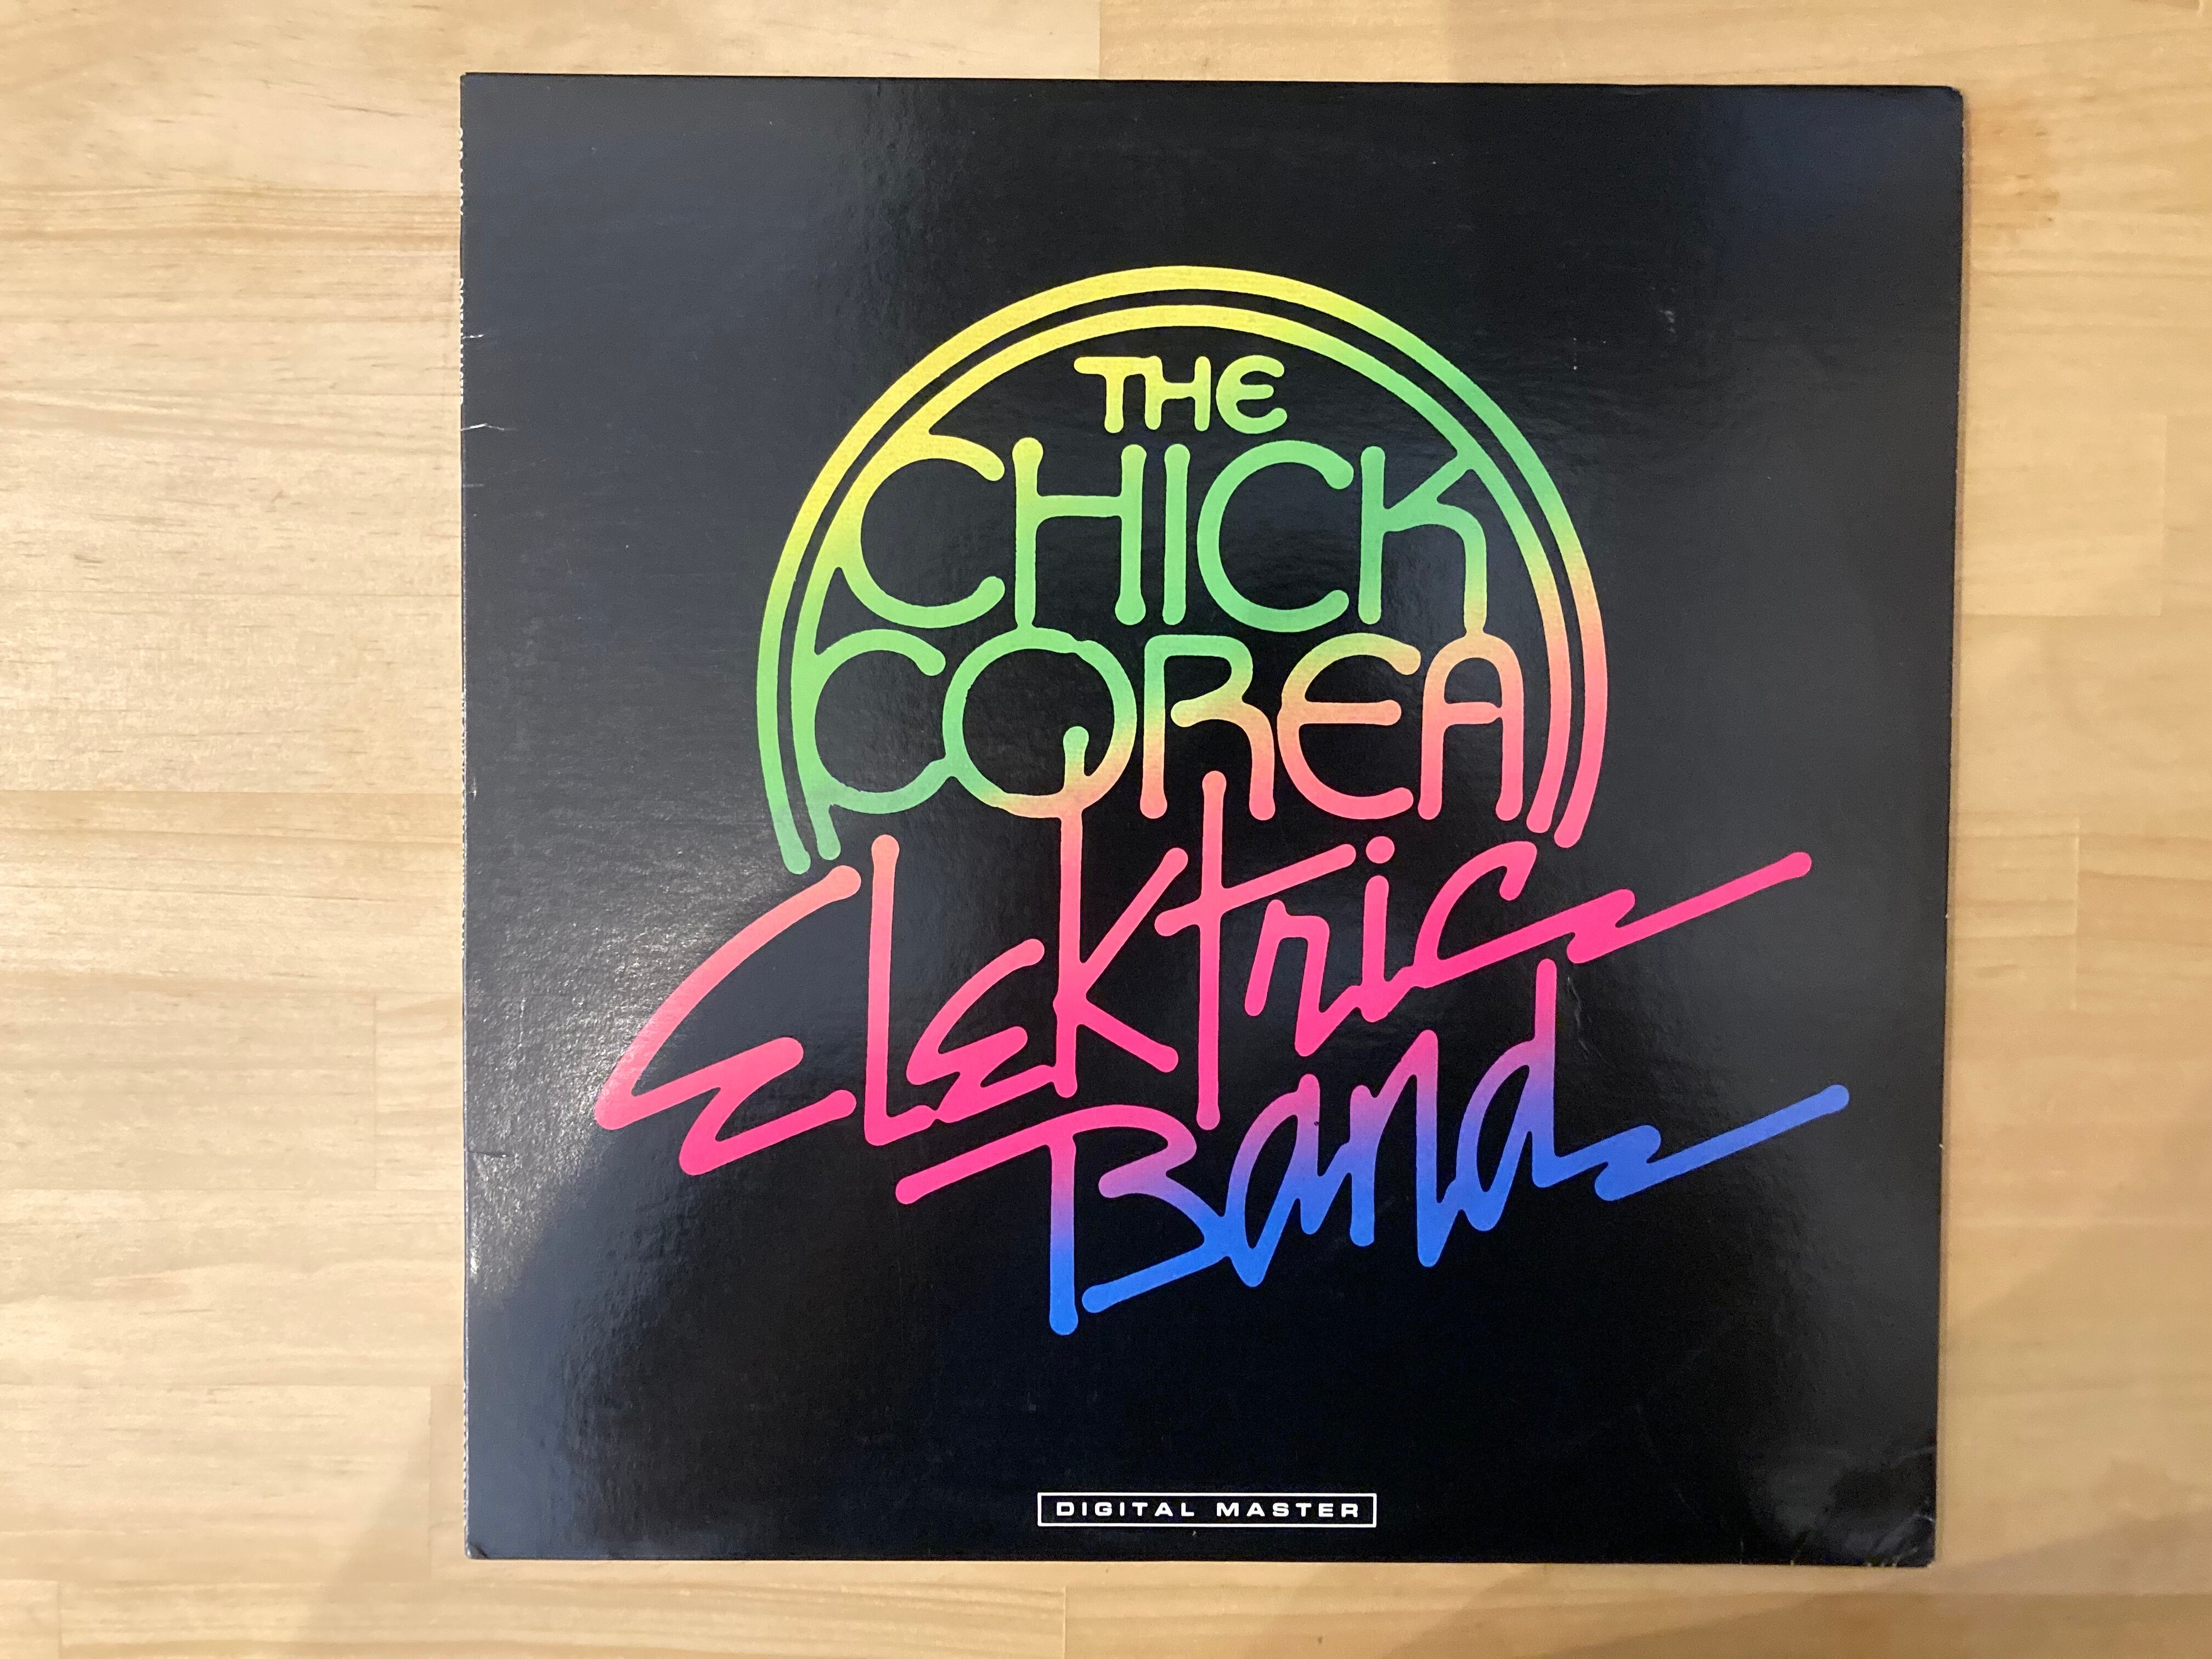 THE
CHICK
COREA
Elektric
Band
DIGITAL MASTER